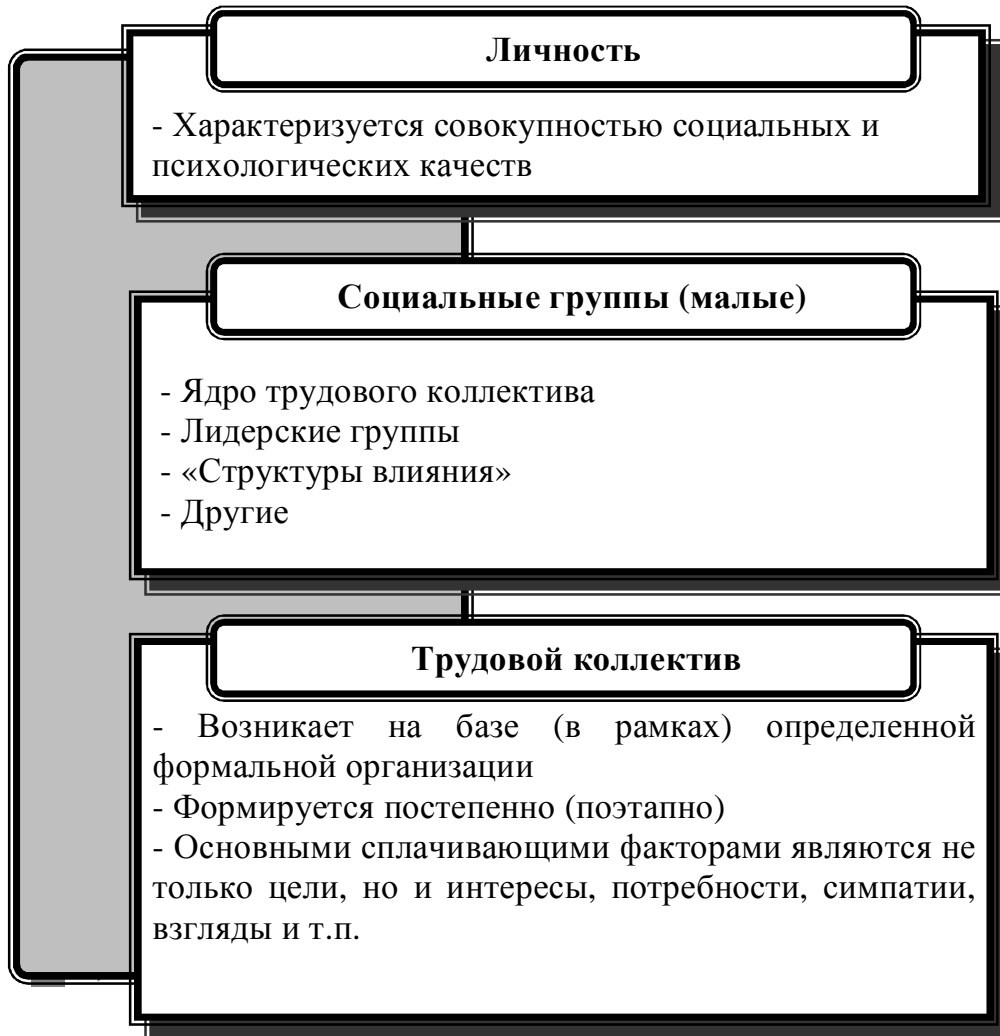 Личность
- Характеризуется совокупностью социальных и
психологических качеств
Социальные группы (малые)
- Ядро трудового коллектива
- Лидерские группы
- «Структуры влияния»
- Другие
Трудовой коллектив
- Возникает на базе (в рамках) определенной
формальной организации
- Формируется постепенно (поэтапно)
- Основными сплачивающими факторами являются не
только цели, но и интересы, потребности, симпатии,
взгляды и т.п.